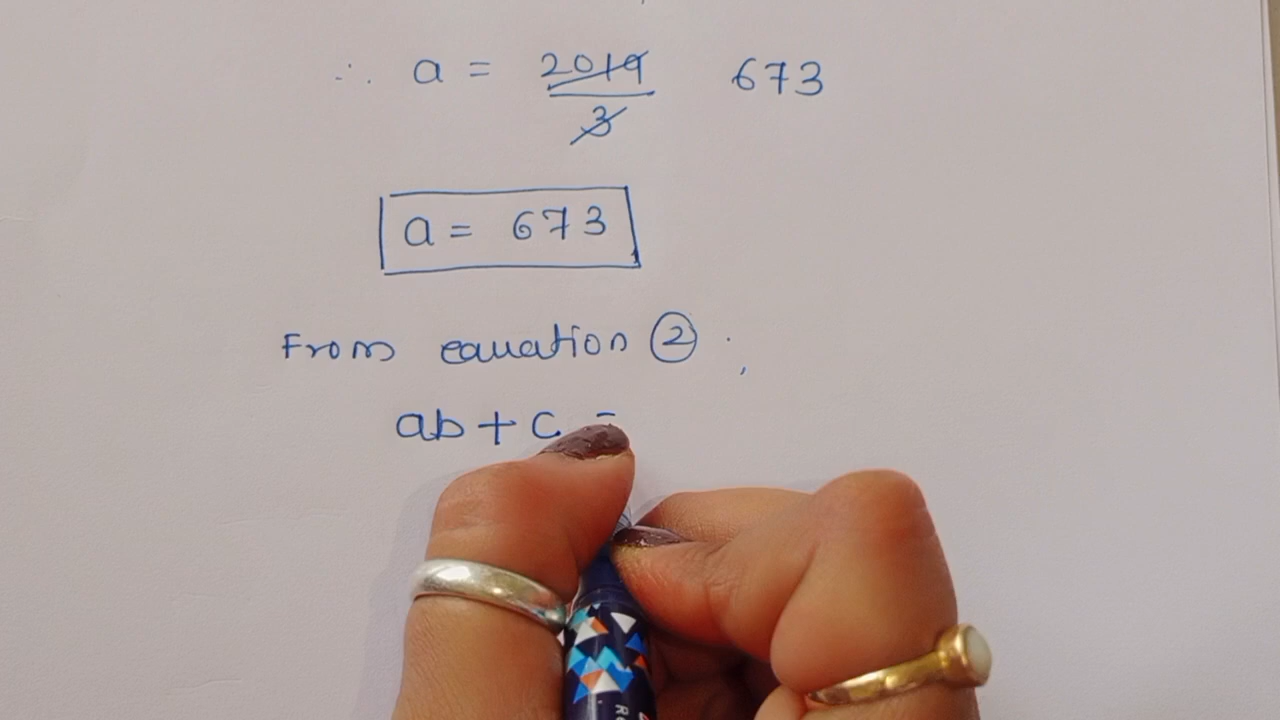 ∴ a = 2019/3 673
a = 673
From equation ② ;
ab + c =